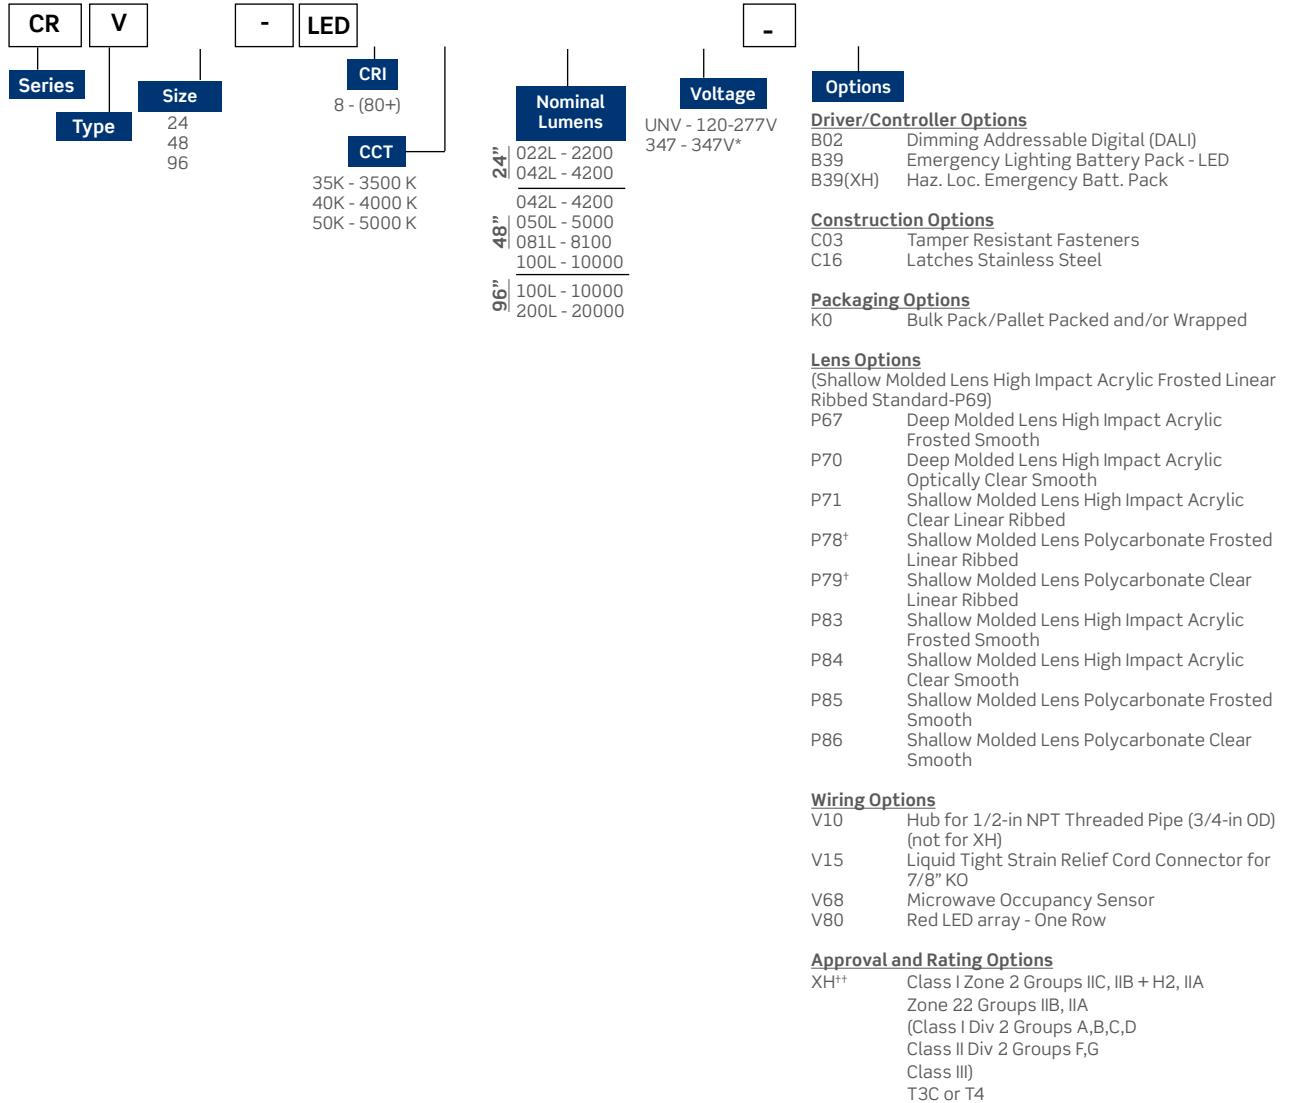 CR V - LED -
Series
Type
Size
24
48
96
CRI
8 - (80+)
CCT
35K - 3500 K
40K - 4000 K
50K - 5000 K
Nominal
Lumens
24”
022L - 2200
042L - 4200
48”
042L - 4200
050L - 5000
081L - 8100
100L - 10000
96”
100L - 10000
200L - 20000
Voltage
UNV - 120-277V
347 - 347V*
Options
Driver/Controller Options
B02 Dimming Addressable Digital (DALI)
B39 Emergency Lighting Battery Pack - LED
B39(XH) Haz. Loc. Emergency Batt. Pack
Construction Options
C03 Tamper Resistant Fasteners
C16 Latches Stainless Steel
Packaging Options
K0 Bulk Pack/Pallet Packed and/or Wrapped
Lens Options
(Shallow Molded Lens High Impact Acrylic Frosted Linear
Ribbed Standard-P69)
P67 Deep Molded Lens High Impact Acrylic
Frosted Smooth
P70 Deep Molded Lens High Impact Acrylic
Optically Clear Smooth
P71 Shallow Molded Lens High Impact Acrylic
Clear Linear Ribbed
P78† Shallow Molded Lens Polycarbonate Frosted
Linear Ribbed
P79† Shallow Molded Lens Polycarbonate Clear
Linear Ribbed
P83 Shallow Molded Lens High Impact Acrylic
Frosted Smooth
P84 Shallow Molded Lens High Impact Acrylic
Clear Smooth
P85 Shallow Molded Lens Polycarbonate Frosted
Smooth
P86 Shallow Molded Lens Polycarbonate Clear
Smooth
Wiring Options
V10 Hub for 1/2-in NPT Threaded Pipe (3/4-in OD)
(not for XH)
V15 Liquid Tight Strain Relief Cord Connector for
7/8” KO
V68 Microwave Occupancy Sensor
V80 Red LED array - One Row
Approval and Rating Options
XH†† Class I Zone 2 Groups IIC, IIB + H2, IIA
Zone 22 Groups IIB, IIA
(Class I Div 2 Groups A,B,C,D
Class II Div 2 Groups F,G
Class III)
T3C or T4